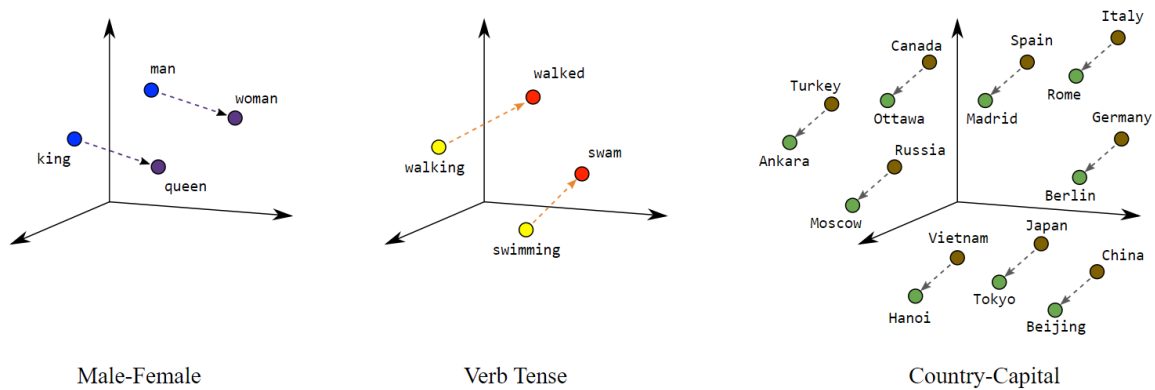 man
woman
king
queen
Male-Female
walked
walking
swam
swimming
Verb Tense
Italy
Canada
Spain
Rome
Turkey
Ottawa
Madrid
Germany
Ankara
Russia
Berlin
Moscow
Vietnam
Japan
China
Tokyo
Hanoi
Beijing
Country-Capital